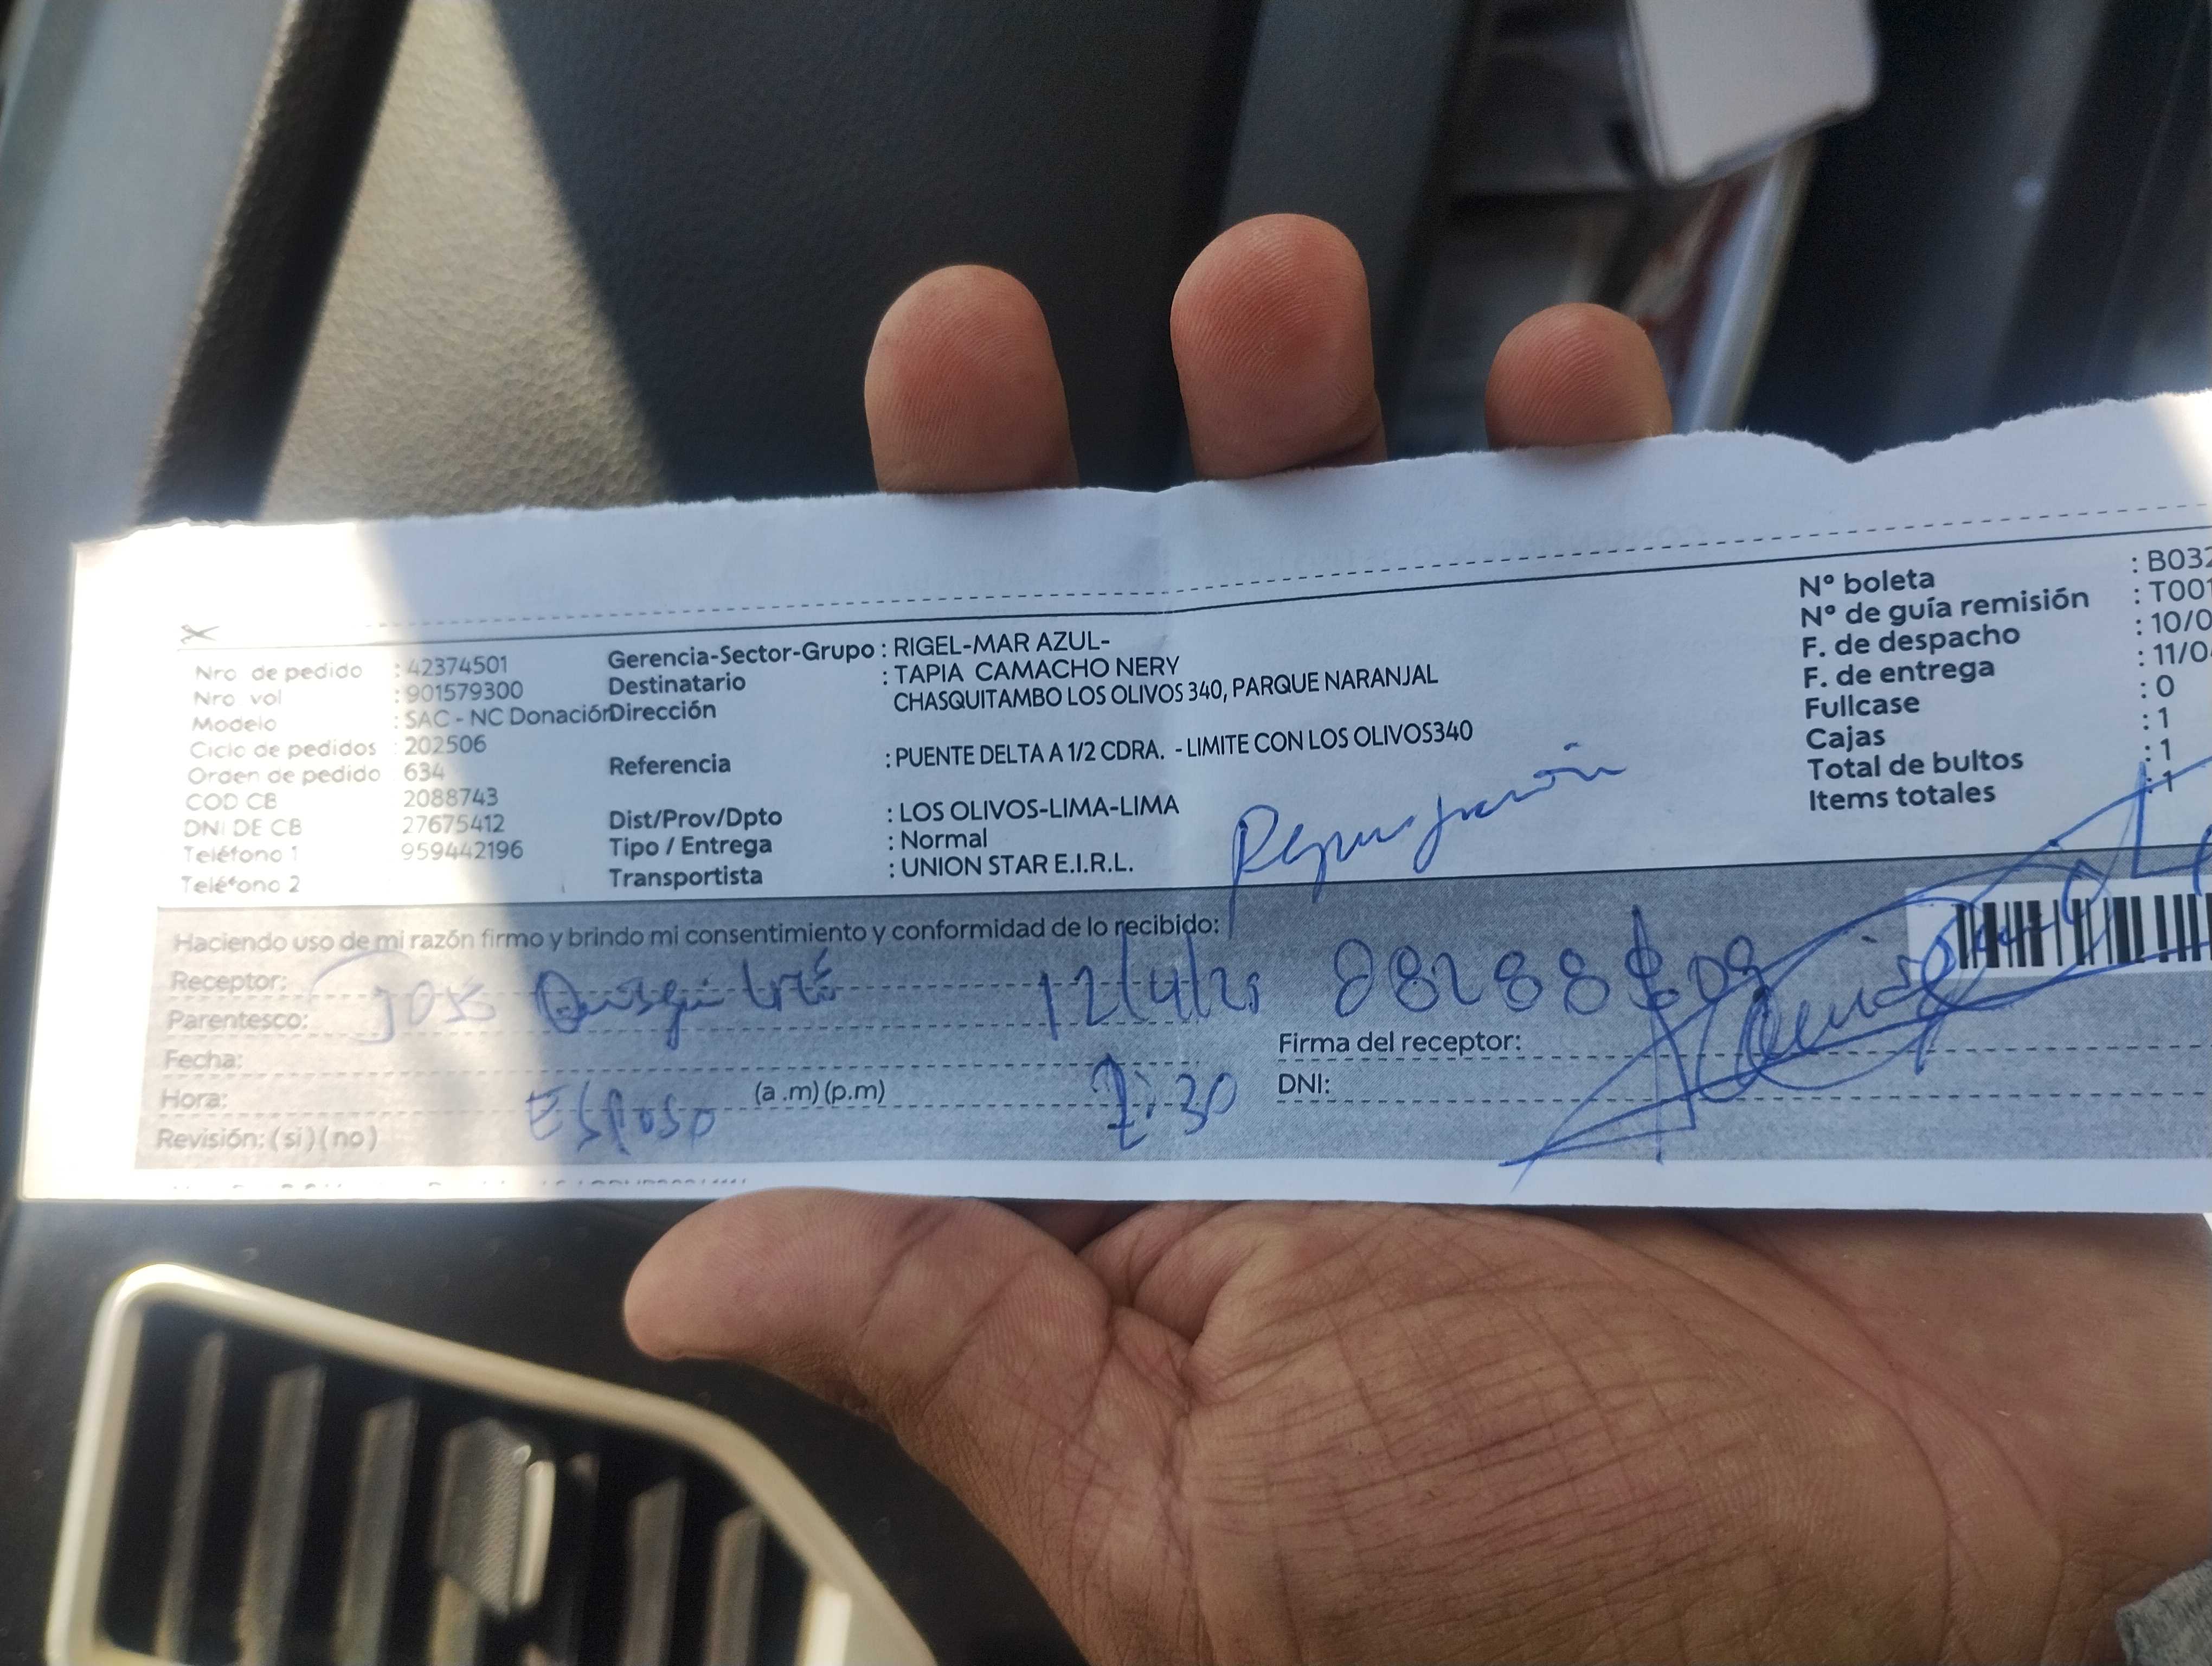 Nro de pedido : 42374501
Nro vol : 901579300
Modelo : SAC - NC Donación
Ciclo de pedidos : 202506
Orden de pedido 634
COD CB 2088743
DNI DE CB 27675412
Teléfono 1 959442196
Teléfono 2
Gerencia-Sector-Grupo : RIGEL-MAR AZUL-
Destinatario : TAPIA CAMACHO NERY
Dirección CHASQUITAMBO LOS OLIVOS 340, PARQUE NARANJAL
Referencia : PUENTE DELTA A 1/2 CDRA. - LIMITE CON LOS OLIVOS340
Dist/Prov/Dpto : LOS OLIVOS-LIMA-LIMA
Tipo / Entrega : Normal
Transportista : UNION STAR E.I.R.L.
N° boleta : B032
N° de guía remisión : T001
F. de despacho : 10/0
F. de entrega : 11/0
Fullcase : 0
Cajas : 1
Total de bultos : 1
Items totales : 1
Haciendo uso de mi razón firmo y brindo mi consentimiento y conformidad de lo recibido:
Receptor:
Parentesco: Jose 12/4/25
Fecha:
Hora: Esposo (a .m) (p.m) 7:30
Revisión: ( si ) ( no )
Firma del receptor:
DNI: